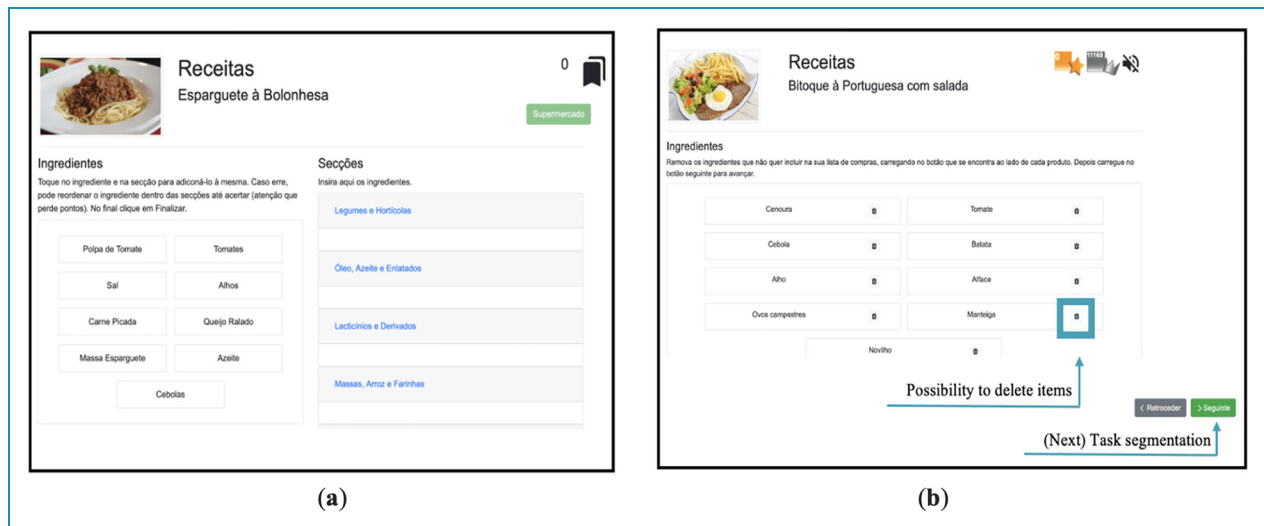 Receitas
Esparguete à Bolonhesa
0
Supermercado
Ingredientes
Toque no ingrediente e na secção para adiconá-lo à mesma. Caso erre,
pode reordenar o ingrediente dentro das secções até acertar (atenção que
perde pontos). No final clique em Finalizar.
Polpa de Tomate
Tomates
Sal
Alhos
Carne Picada
Queijo Ralado
Massa Esparguete
Azeite
Cebolas
Secções
Insira aqui os ingredientes.
Legumes e Hortícolas
Óleo, Azeite e Enlatados
Lacticínios e Derivados
Massas, Arroz e Farinhas
(a)
Receitas
Bitoque à Portuguesa com salada
0
11160
Ingredientes
Remova os ingredientes que não quer incluir na sua lista de compras, carregando no botão que se encontra ao lado de cada produto. Depois carregue no
botão seguinte para avançar.
Cenoura
Tomate
Cebola
Batata
Alho
Alface
Ovos campestres
Manteiga
Novilho
Possibility to delete items
< Retroceder
> Seguinte
(Next) Task segmentation
(b)